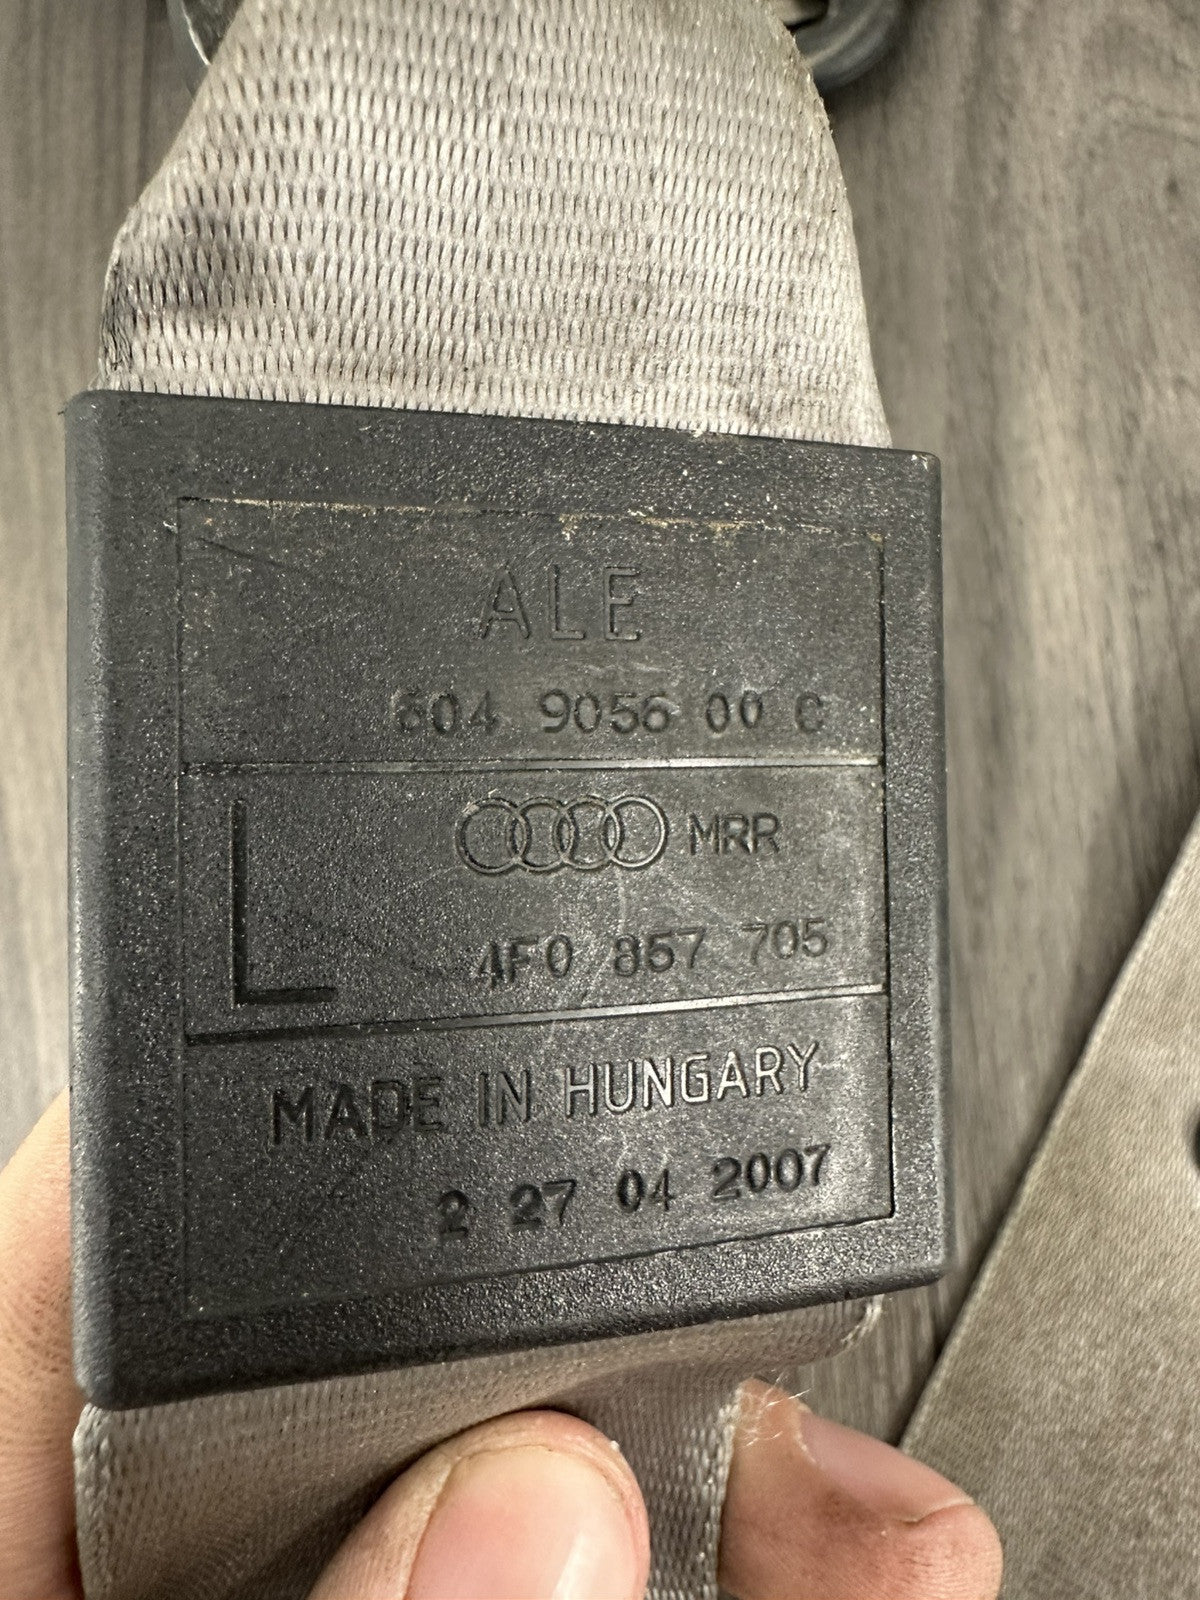 ALE
604 9056 00 C
L
MRR
4F0 857 705
MADE IN HUNGARY
2 27 04 2007